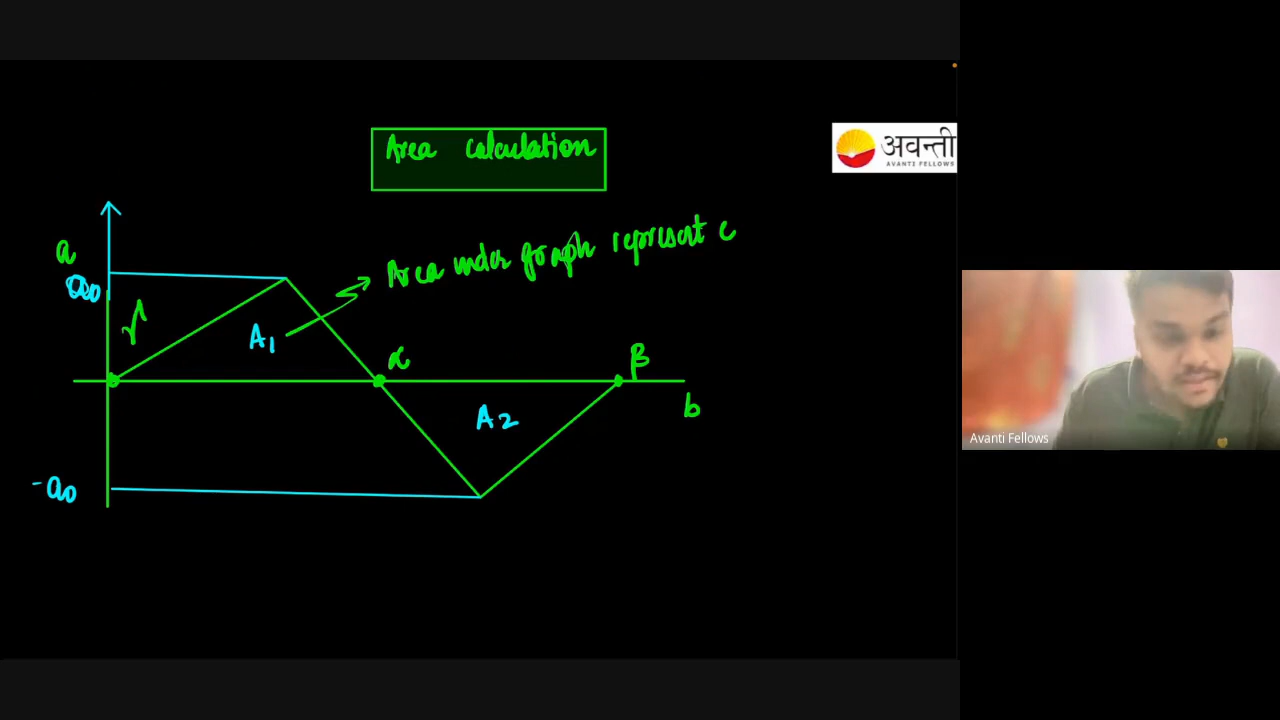 Area calculation
अवन्ती
AVANTI FELLOWS
a
Area under graph represent c
a₀
A₁
α
β
b
A₂
-a₀
Avanti Fellows